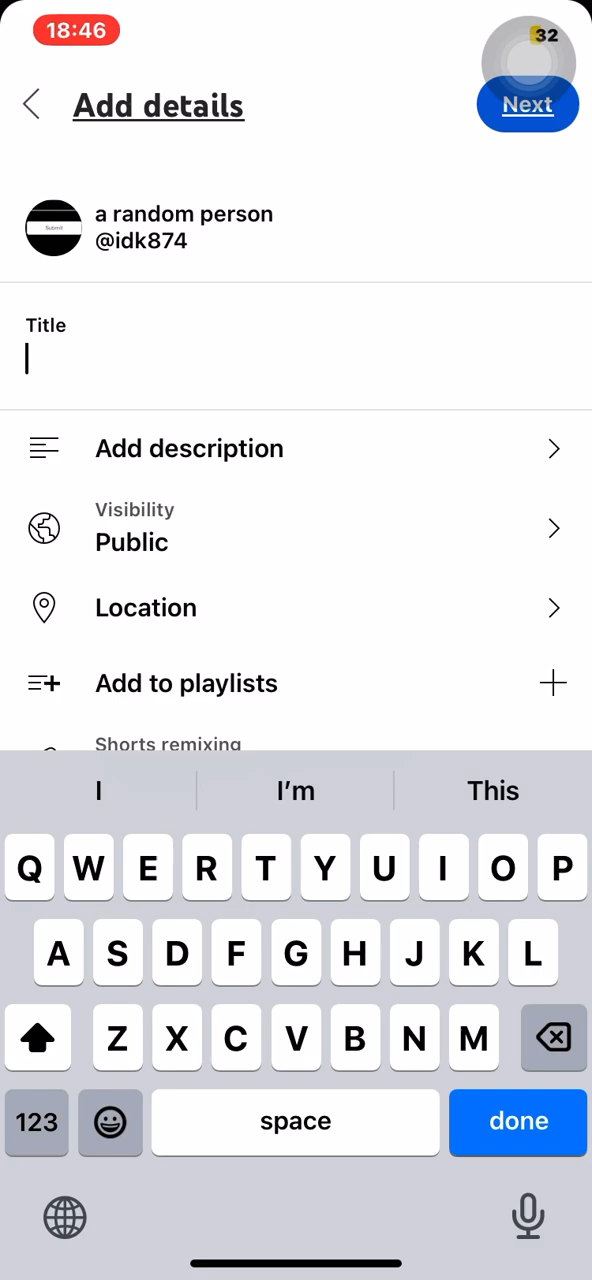 18:46
32
Add details
Next
Submit
a random person
@idk874
Title
Add description
Visibility
Public
Location
Add to playlists
Shorts remixing
I
I'm
This
Q W E R T Y U I O P
A S D F G H J K L
Z X C V B N M
123
space
done